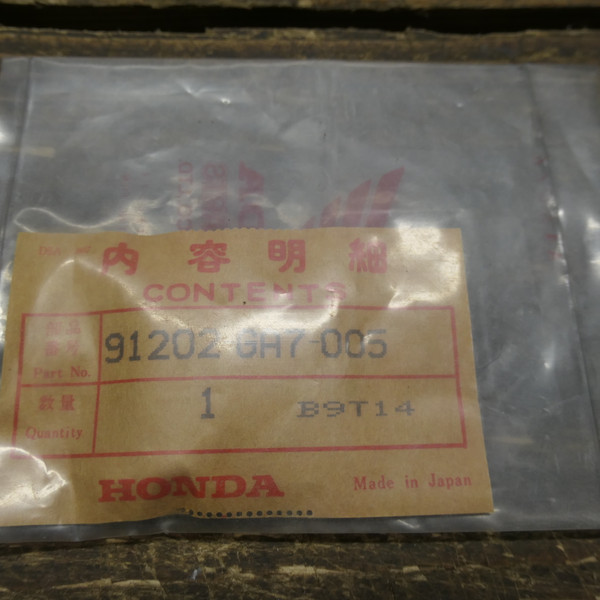 内容明細
CONTENTS
部品
番号
Part No.
91202-GH7-005
数量
Quantity
1
B9T14
HONDA
Made in Japan